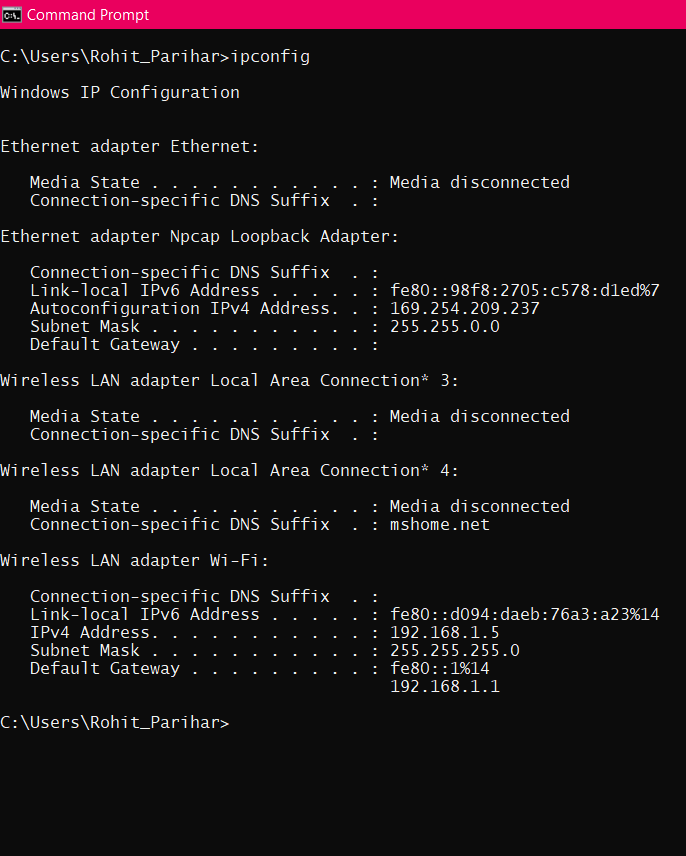 Command Prompt
C:\Users\Rohit_Parihar>ipconfig
Windows IP Configuration
Ethernet adapter Ethernet:
   Media State . . . . . . . . . . . : Media disconnected
   Connection-specific DNS Suffix  . :
Ethernet adapter Npcap Loopback Adapter:
   Connection-specific DNS Suffix  . :
   Link-local IPv6 Address . . . . . : fe80::98f8:2705:c578:d1ed%7
   Autoconfiguration IPv4 Address. . : 169.254.209.237
   Subnet Mask . . . . . . . . . . . : 255.255.0.0
   Default Gateway . . . . . . . . . :
Wireless LAN adapter Local Area Connection* 3:
   Media State . . . . . . . . . . . : Media disconnected
   Connection-specific DNS Suffix  . :
Wireless LAN adapter Local Area Connection* 4:
   Media State . . . . . . . . . . . : Media disconnected
   Connection-specific DNS Suffix  . : mshome.net
Wireless LAN adapter Wi-Fi:
   Connection-specific DNS Suffix  . :
   Link-local IPv6 Address . . . . . : fe80::d094:daeb:76a3:a23%14
   IPv4 Address. . . . . . . . . . . : 192.168.1.5
   Subnet Mask . . . . . . . . . . . : 255.255.255.0
   Default Gateway . . . . . . . . . : fe80::1%14
                                       192.168.1.1
C:\Users\Rohit_Parihar>